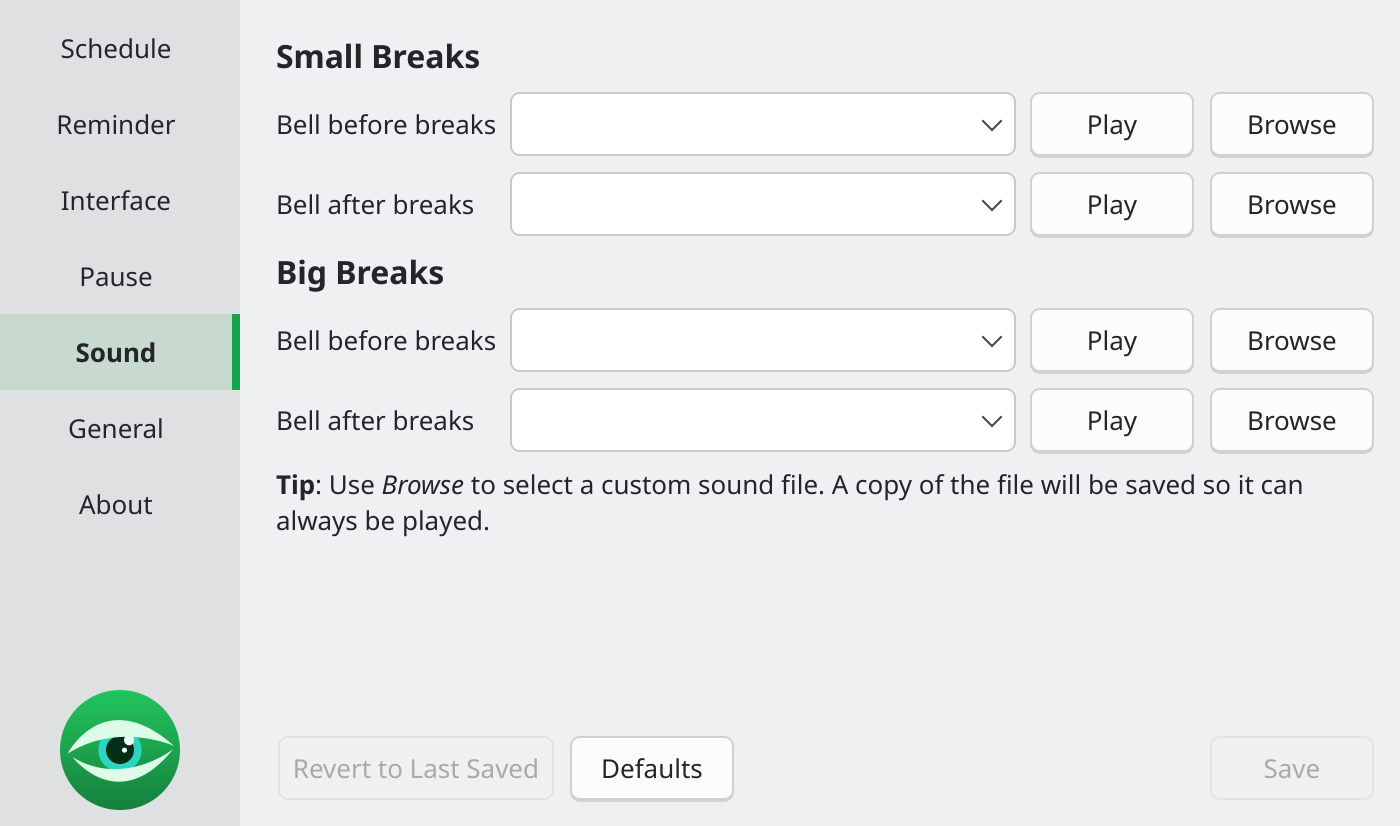 Schedule
Reminder
Interface
Pause
Sound
General
About
Small Breaks
Bell before breaks Play Browse
Bell after breaks Play Browse
Big Breaks
Bell before breaks Play Browse
Bell after breaks Play Browse
Tip: Use Browse to select a custom sound file. A copy of the file will be saved so it can
always be played.
Revert to Last Saved Defaults Save